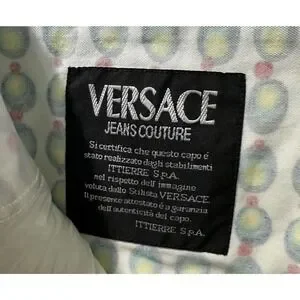 VERSACE
JEANS COUTURE
Si certifica che questo capo é
stato realizzato dagli stabilimenti
ITTIERRE S.P.A.
nel rispetto dell' immagine
voluta dallo Stilista VERSACE
Il presente attestato é a garanzia
dell'autenticitá del capo.
ITTIERRE S.P.A.